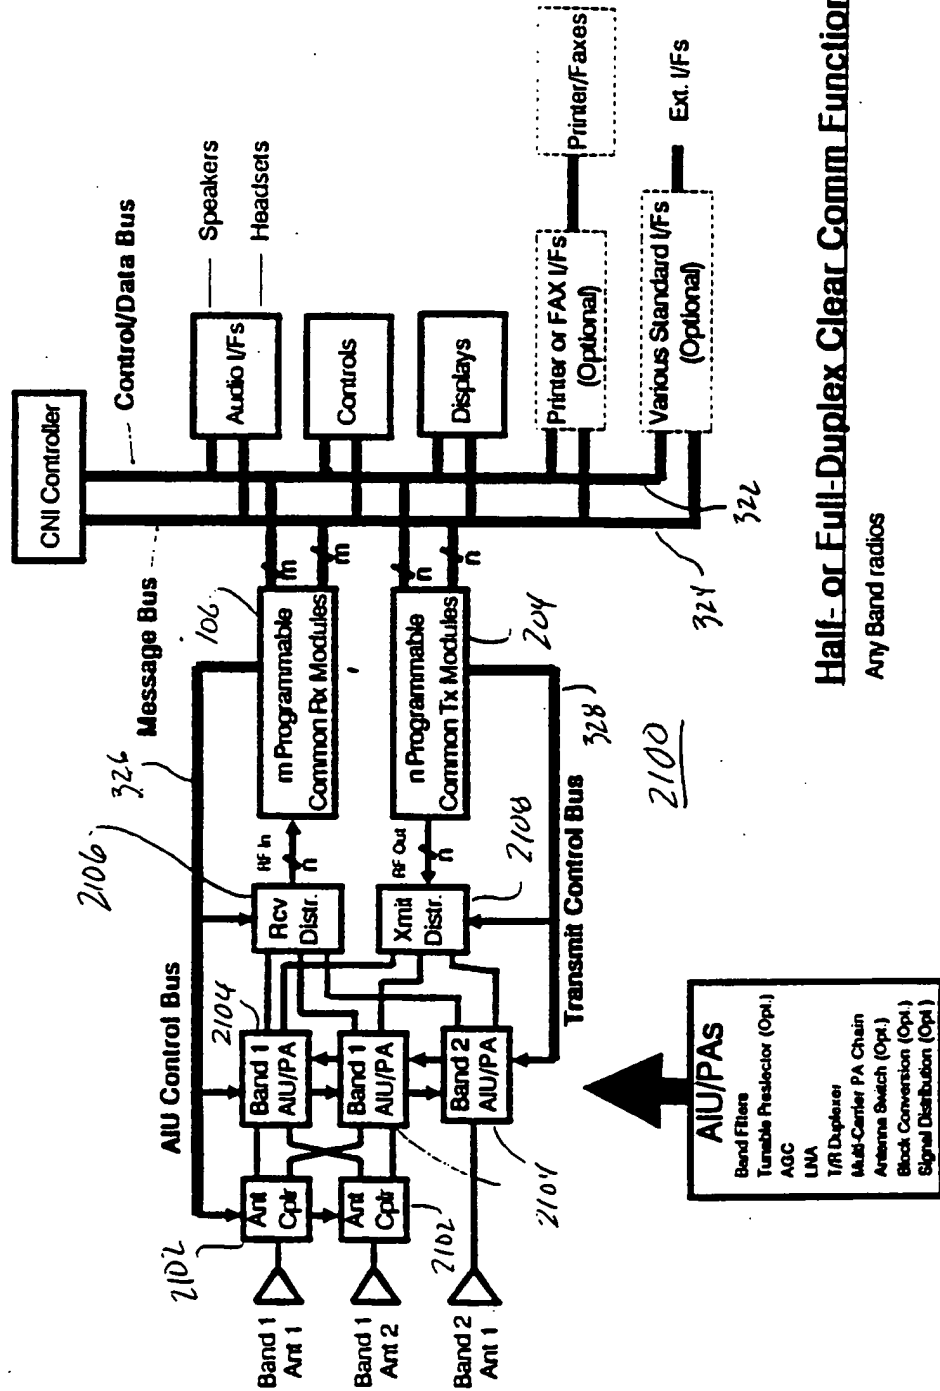 CNI Controller
Control/Data Bus
Message Bus
Audio I/Fs
Speakers
Headsets
Controls
Displays
Printer or FAX I/Fs
(Optional)
Printer/Faxes
Various Standard I/Fs
(Optional)
Ext. I/Fs
322
324
106
m Programmable
Common Rx Modules
m
m
204
n Programmable
Common Tx Modules
n
n
326
328
AIU Control Bus
Transmit Control Bus
2106
Rcv
Distr.
RF In
n
2108
Xmit
Distr.
RF Out
n
2104
Band 1
AIU/PA
Band 1
AIU/PA
Band 2
AIU/PA
2104
2102
Ant
Cplr
Ant
Cplr
2102
Band 1
Ant 1
Band 1
Ant 2
Band 2
Ant 1
2100
AIU/PAs
Band Filters
Tunable Preslector (Opt.)
AGC
LNA
T/R Duplexer
Multi-Carrier PA Chain
Antenna Switch (Opt.)
Block Conversion (Opt.)
Signal Distribution (Opt)
Half- or Full-Duplex Clear Comm Function
Any Band radios